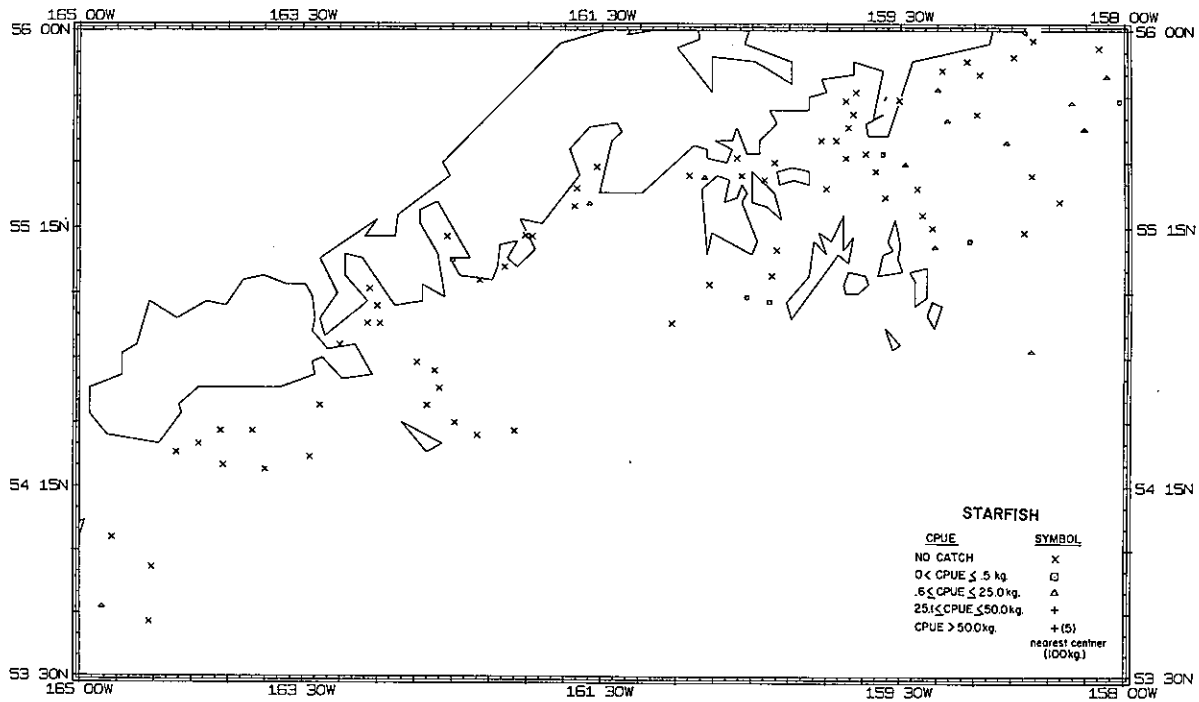 165 00W 163 30W 161 30W 159 30W 158 00W
56 00N 56 00N
55 15N 55 15N
54 15N 54 15N
STARFISH
CPUE SYMBOL
NO CATCH x
0 < CPUE ≤ .5 kg. □
.6 ≤ CPUE ≤ 25.0 kg. △
25.1 ≤ CPUE ≤ 50.0 kg. +
CPUE > 50.0 kg. + (5)
nearest centner
(100 kg.)
53 30N 53 30N
165 00W 163 30W 161 30W 159 30W 158 00W